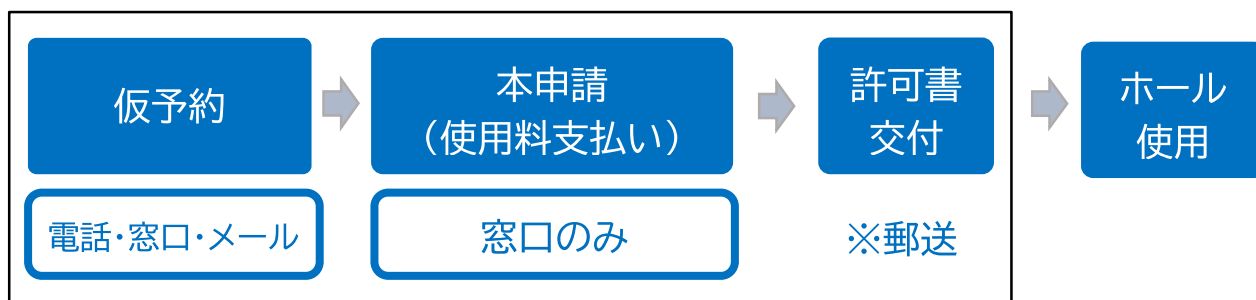 仮予約
本申請
（使用料支払い）
許可書
交付
ホール
使用
電話・窓口・メール
窓口のみ
※郵送